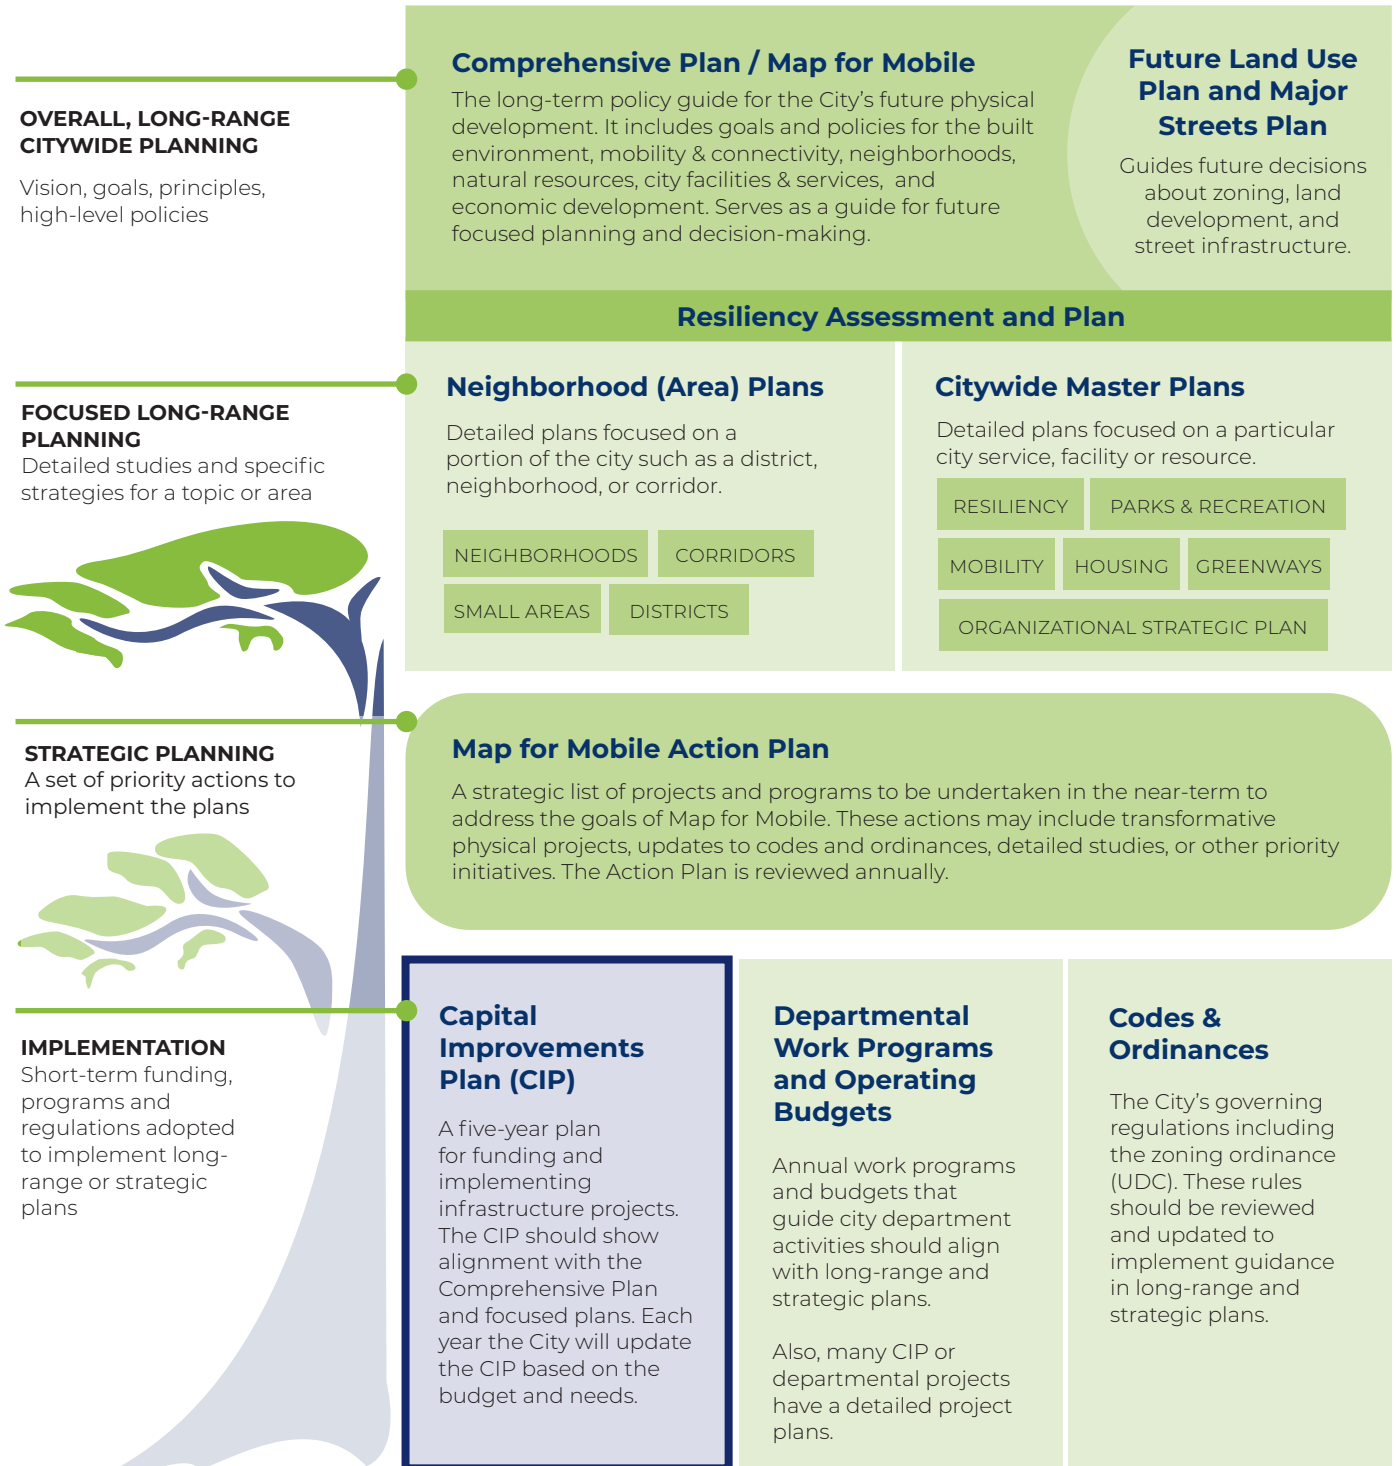 OVERALL, LONG-RANGE
CITYWIDE PLANNING
Vision, goals, principles,
high-level policies
Comprehensive Plan / Map for Mobile
The long-term policy guide for the City's future physical
development. It includes goals and policies for the built
environment, mobility & connectivity, neighborhoods,
natural resources, city facilities & services, and
economic development. Serves as a guide for future
focused planning and decision-making.
Future Land Use
Plan and Major
Streets Plan
Guides future decisions
about zoning, land
development, and
street infrastructure.
Resiliency Assessment and Plan
FOCUSED LONG-RANGE
PLANNING
Detailed studies and specific
strategies for a topic or area
Neighborhood (Area) Plans
Detailed plans focused on a
portion of the city such as a district,
neighborhood, or corridor.
NEIGHBORHOODS
CORRIDORS
SMALL AREAS
DISTRICTS
Citywide Master Plans
Detailed plans focused on a particular
city service, facility or resource.
RESILIENCY
PARKS & RECREATION
MOBILITY
HOUSING
GREENWAYS
ORGANIZATIONAL STRATEGIC PLAN
STRATEGIC PLANNING
A set of priority actions to
implement the plans
Map for Mobile Action Plan
A strategic list of projects and programs to be undertaken in the near-term to
address the goals of Map for Mobile. These actions may include transformative
physical projects, updates to codes and ordinances, detailed studies, or other priority
initiatives. The Action Plan is reviewed annually.
IMPLEMENTATION
Short-term funding,
programs and
regulations adopted
to implement long-
range or strategic
plans
Capital
Improvements
Plan (CIP)
A five-year plan
for funding and
implementing
infrastructure projects.
The CIP should show
alignment with the
Comprehensive Plan
and focused plans. Each
year the City will update
the CIP based on the
budget and needs.
Departmental
Work Programs
and Operating
Budgets
Annual work programs
and budgets that
guide city department
activities should align
with long-range and
strategic plans.
Also, many CIP or
departmental projects
have a detailed project
plans.
Codes &
Ordinances
The City's governing
regulations including
the zoning ordinance
(UDC). These rules
should be reviewed
and updated to
implement guidance
in long-range and
strategic plans.